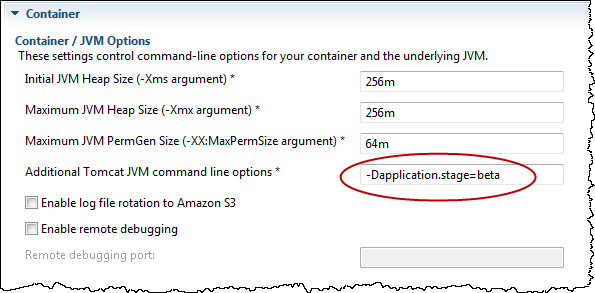 Container
Container / JVM Options
These settings control command-line options for your container and the underlying JVM.
Initial JVM Heap Size (-Xms argument) * 256m
Maximum JVM Heap Size (-Xmx argument) * 256m
Maximum JVM PermGen Size (-XX:MaxPermSize argument) * 64m
Additional Tomcat JVM command line options * -Dapplication.stage=beta
Enable log file rotation to Amazon S3
Enable remote debugging
Remote debugging port: